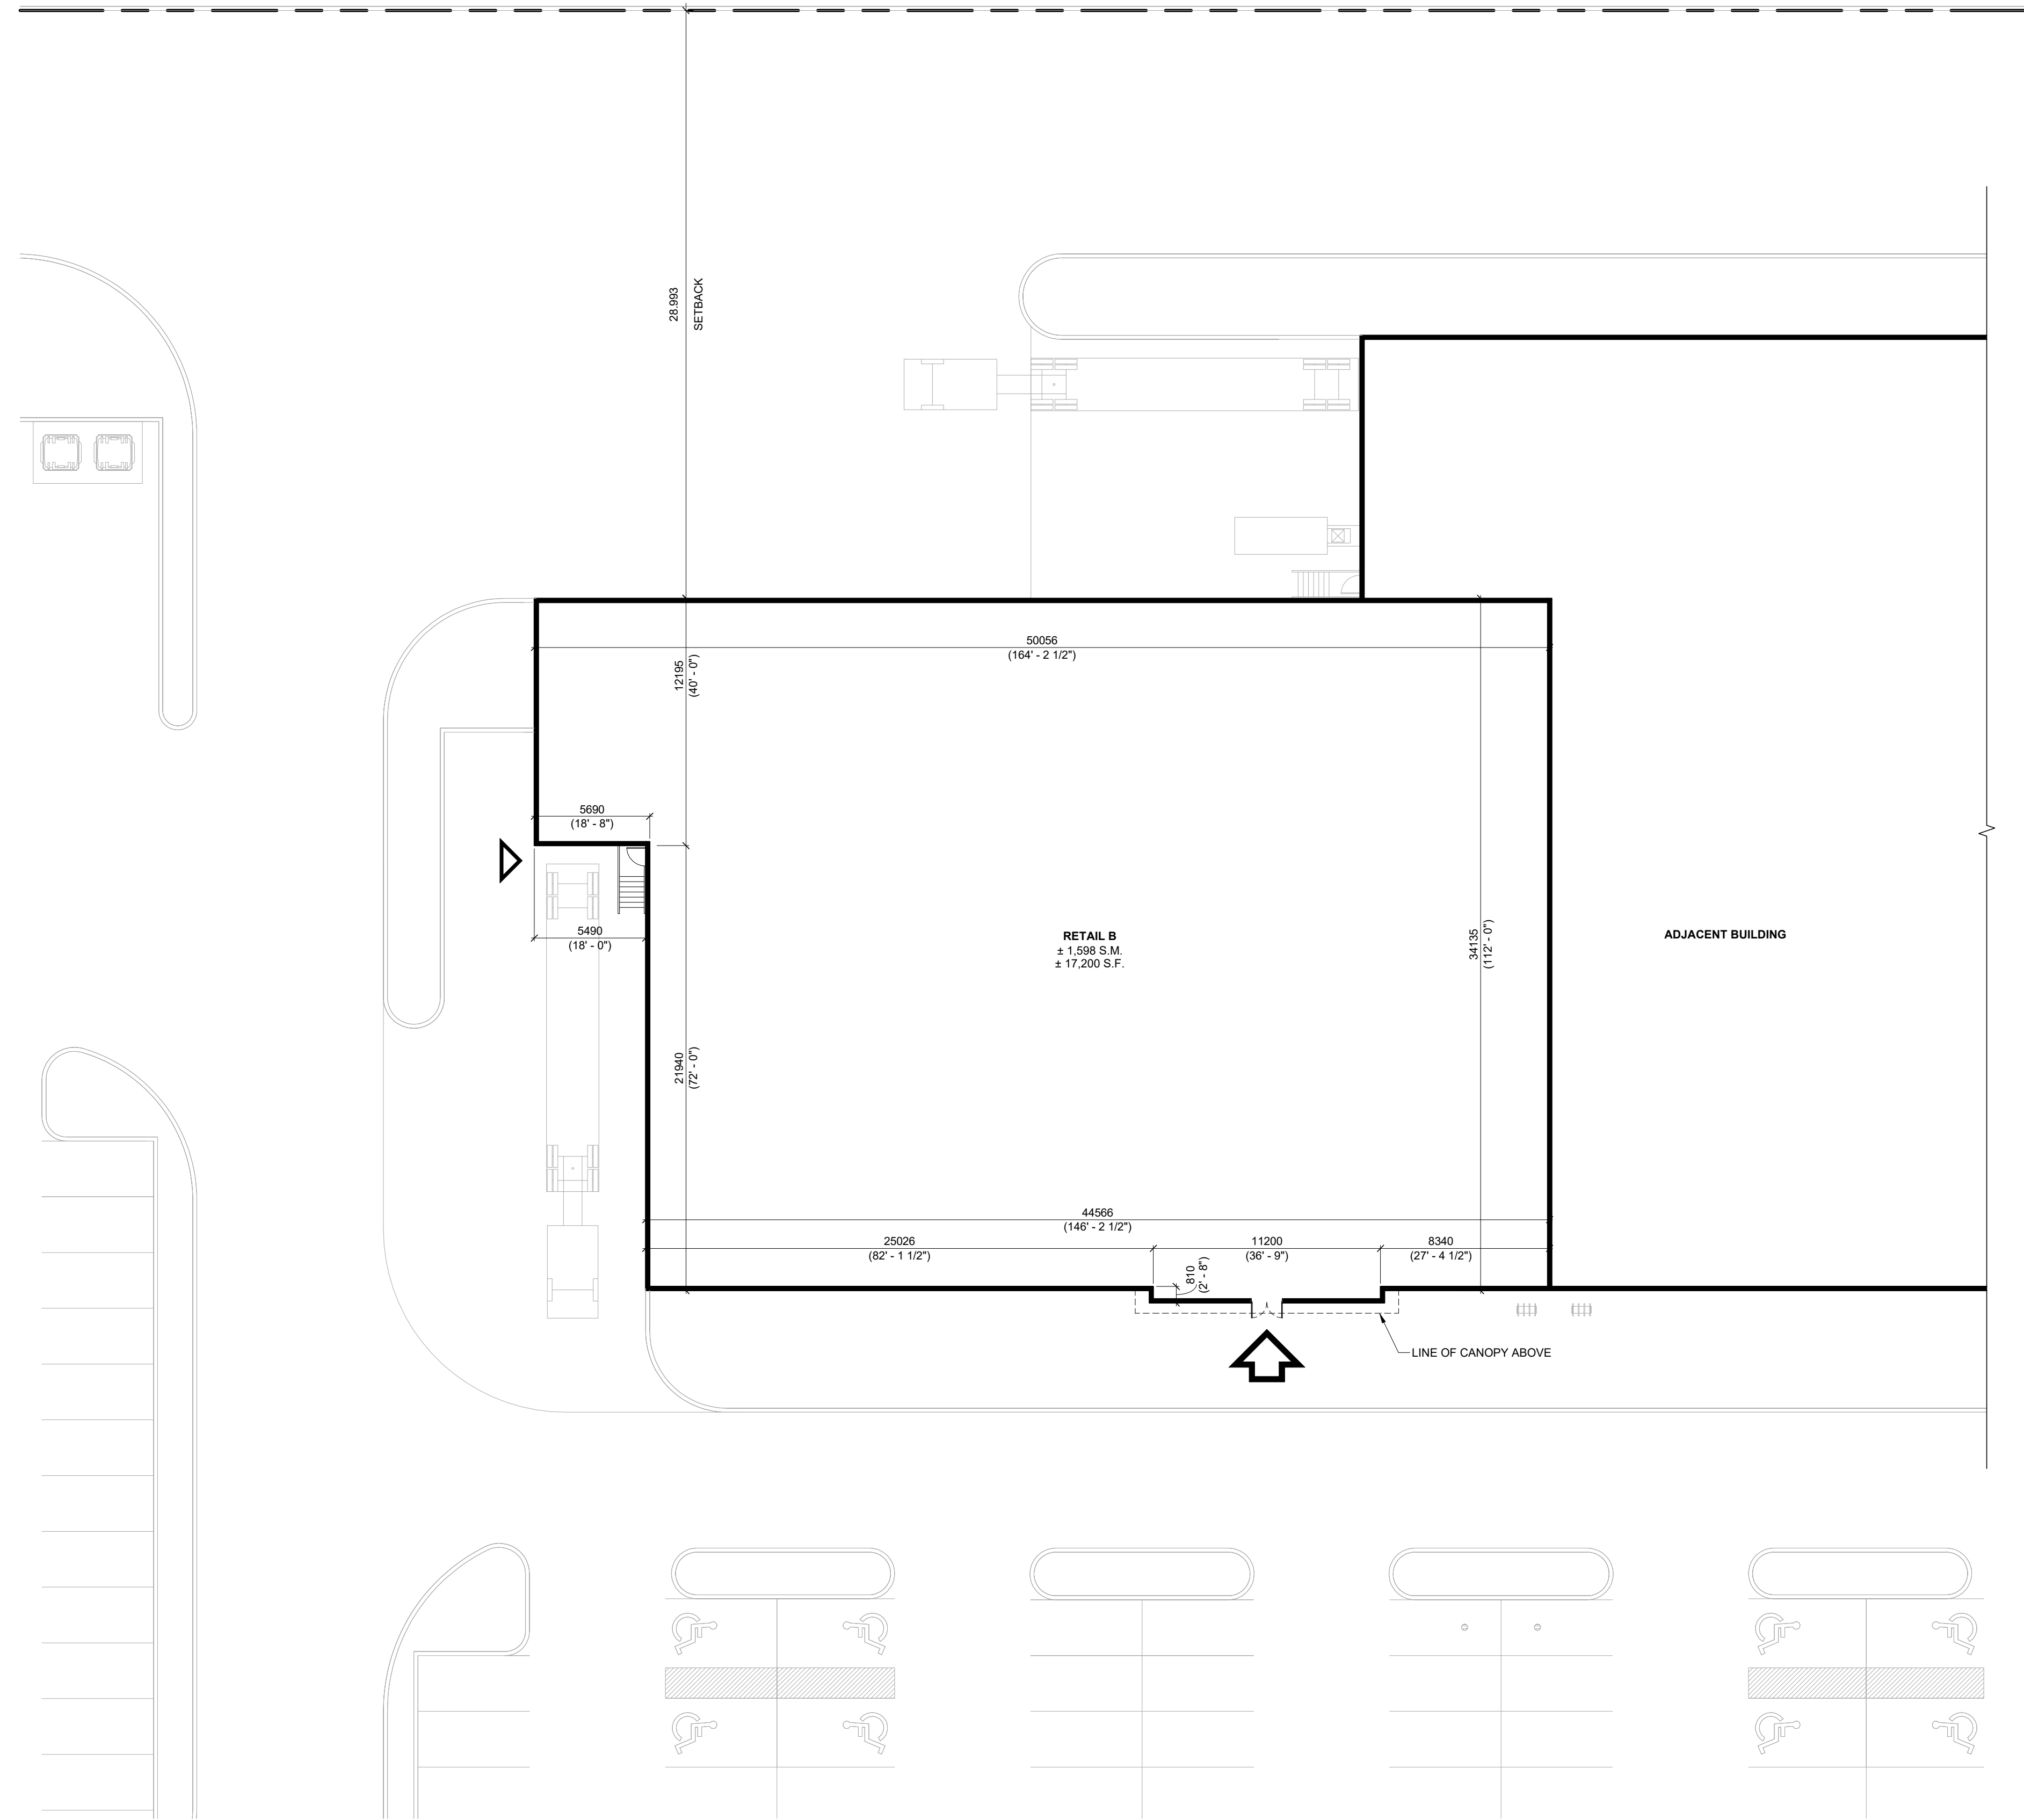 28.993
SETBACK
50056
(164' - 2 1/2")
12195
(40' - 0")
5690
(18' - 8")
5490
(18' - 0")
RETAIL B
± 1,598 S.M.
± 17,200 S.F.
34135
(112' - 0")
ADJACENT BUILDING
21940
(72' - 0")
44566
(146' - 2 1/2")
25026
(82' - 1 1/2")
11200
(36' - 9")
8340
(27' - 4 1/2")
810
(2' - 8")
LINE OF CANOPY ABOVE